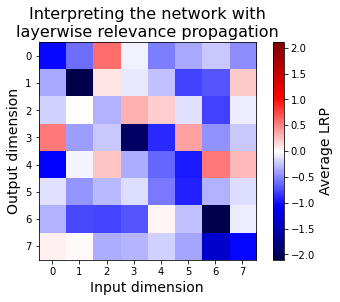 Interpreting the network with
layerwise relevance propagation
0
1
2
3
4
5
6
7
Output dimension
0 1 2 3 4 5 6 7
Input dimension
2.0
1.5
1.0
0.5
0.0
−0.5
−1.0
−1.5
−2.0
Average LRP